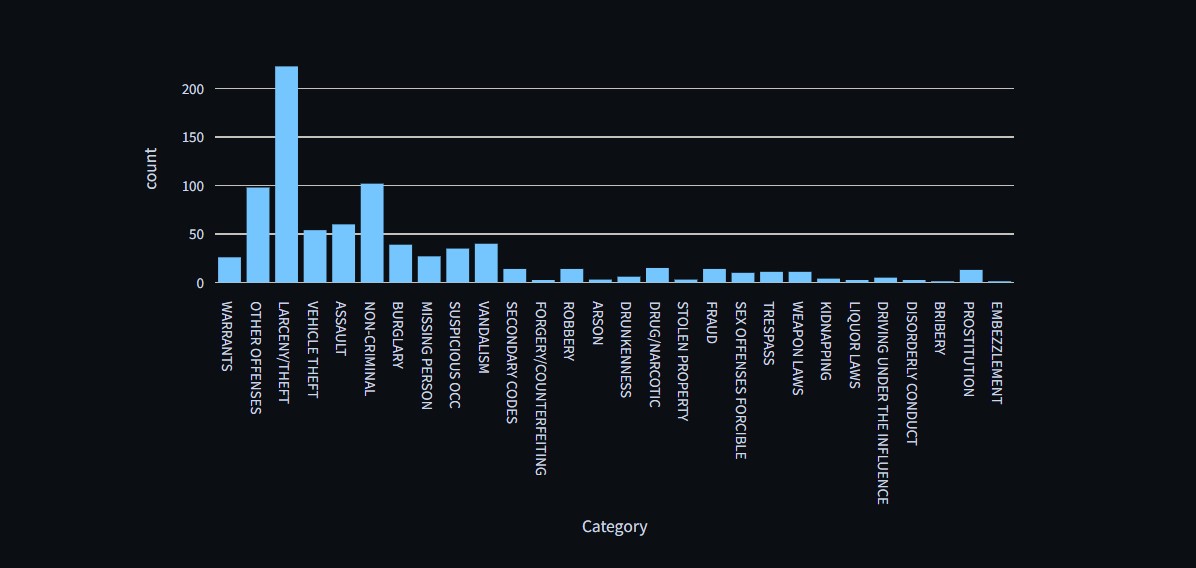 200
150
100
50
0
count
WARRANTS
OTHER OFFENSES
LARCENY/THEFT
VEHICLE THEFT
ASSAULT
NON-CRIMINAL
BURGLARY
MISSING PERSON
SUSPICIOUS OCC
VANDALISM
SECONDARY CODES
FORGERY/COUNTERFEITING
ROBBERY
ARSON
DRUNKENNESS
DRUG/NARCOTIC
STOLEN PROPERTY
FRAUD
SEX OFFENSES FORCIBLE
TRESPASS
WEAPON LAWS
KIDNAPPING
LIQUOR LAWS
DRIVING UNDER THE INFLUENCE
DISORDERLY CONDUCT
BRIBERY
PROSTITUTION
EMBEZZLEMENT
Category